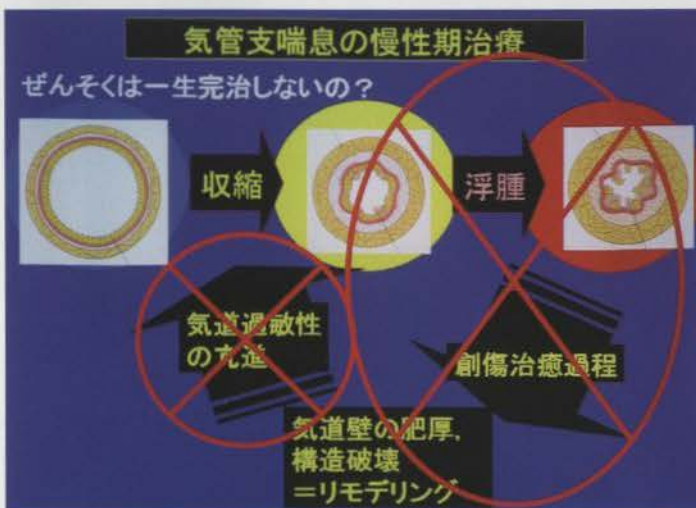 気管支喘息の慢性期治療
ぜんそくは一生完治しないの？
収縮
浮腫
気道過敏性
の亢進
創傷治癒過程
気道壁の肥厚，
構造破壊
＝リモデリング